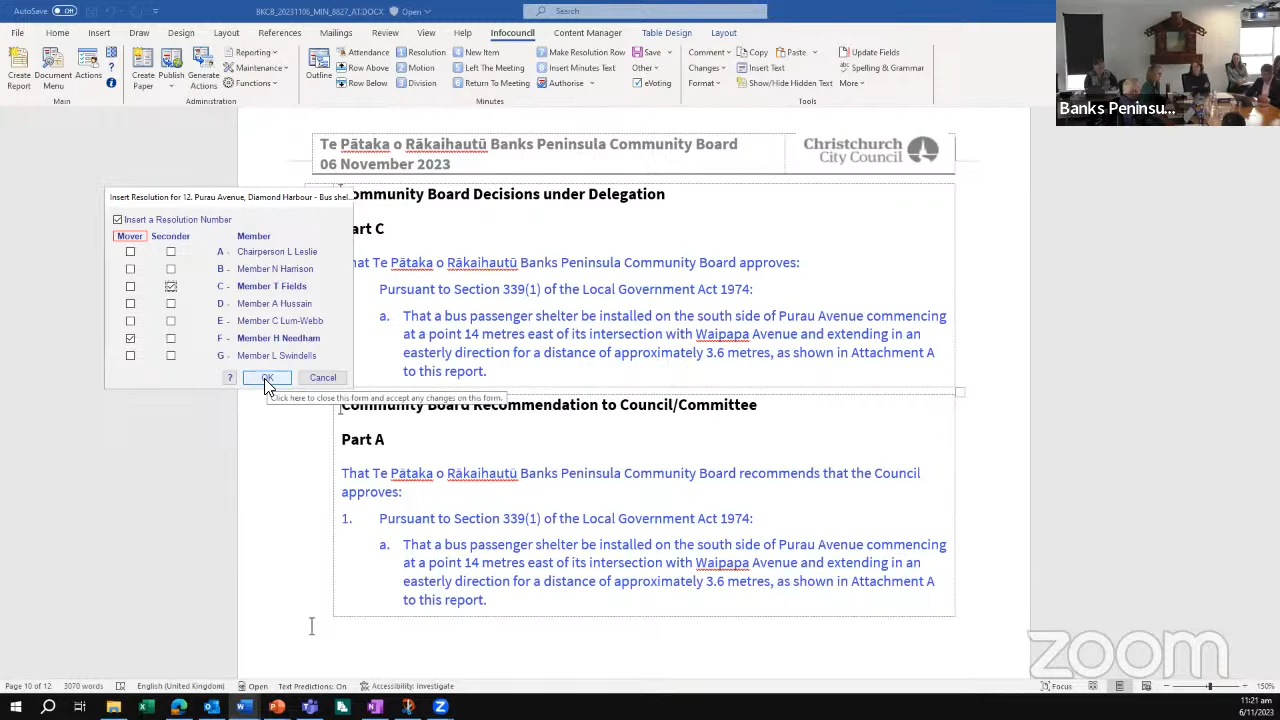 AutoSave Off BKCB_20231106_MIN_8827_AT.DOCX Open Search
File Home Insert Draw Design Layout References Mailings Review View Help Infocouncil Content Manager Table Design Layout
Create Report Document Menu Actions Create Paper Publish Generate Actions Reporting Maintenance Functions Outline
Attendance Resolution New Item Make Resolution Row Save Comment Copy Paste Update Fields
Row Above Motion Left The Meeting Insert Minutes Text Other Changes Insert Text Spelling & Grammar
Row Below Division Return To Meeting Authorise eVoting Format Show/Hide Hidden Text More
Main Administration Minutes Tools
Banks Peninsu...
Te Pātaka o Rākaihautū Banks Peninsula Community Board
06 November 2023
Christchurch
City Council
Insert Resolution for 12. Purau Avenue, Diamond Harbour - Bus shel...
Insert a Resolution Number
Mover Seconder Member
A - Chairperson L Leslie
B - Member N Harrison
C - Member T Fields
D - Member A Hussain
E - Member C Lum-Webb
F - Member H Needham
G - Member L Swindells
? OK Cancel
Click here to close this form and accept any changes on this form.
ommunity Board Decisions under Delegation
art C
hat Te Pātaka o Rākaihautū Banks Peninsula Community Board approves:
Pursuant to Section 339(1) of the Local Government Act 1974:
a. That a bus passenger shelter be installed on the south side of Purau Avenue commencing
at a point 14 metres east of its intersection with Waipapa Avenue and extending in an
easterly direction for a distance of approximately 3.6 metres, as shown in Attachment A
to this report.
Community Board Recommendation to Council/Committee
Part A
That Te Pātaka o Rākaihautū Banks Peninsula Community Board recommends that the Council
approves:
1. Pursuant to Section 339(1) of the Local Government Act 1974:
a. That a bus passenger shelter be installed on the south side of Purau Avenue commencing
at a point 14 metres east of its intersection with Waipapa Avenue and extending in an
easterly direction for a distance of approximately 3.6 metres, as shown in Attachment A
to this report.
zoom
Page 10 of 12 3070 words English (United Kingdom) Open Text Predictions: On Accessibility: Investigate Focus 150%
11:21 am
6/11/2023